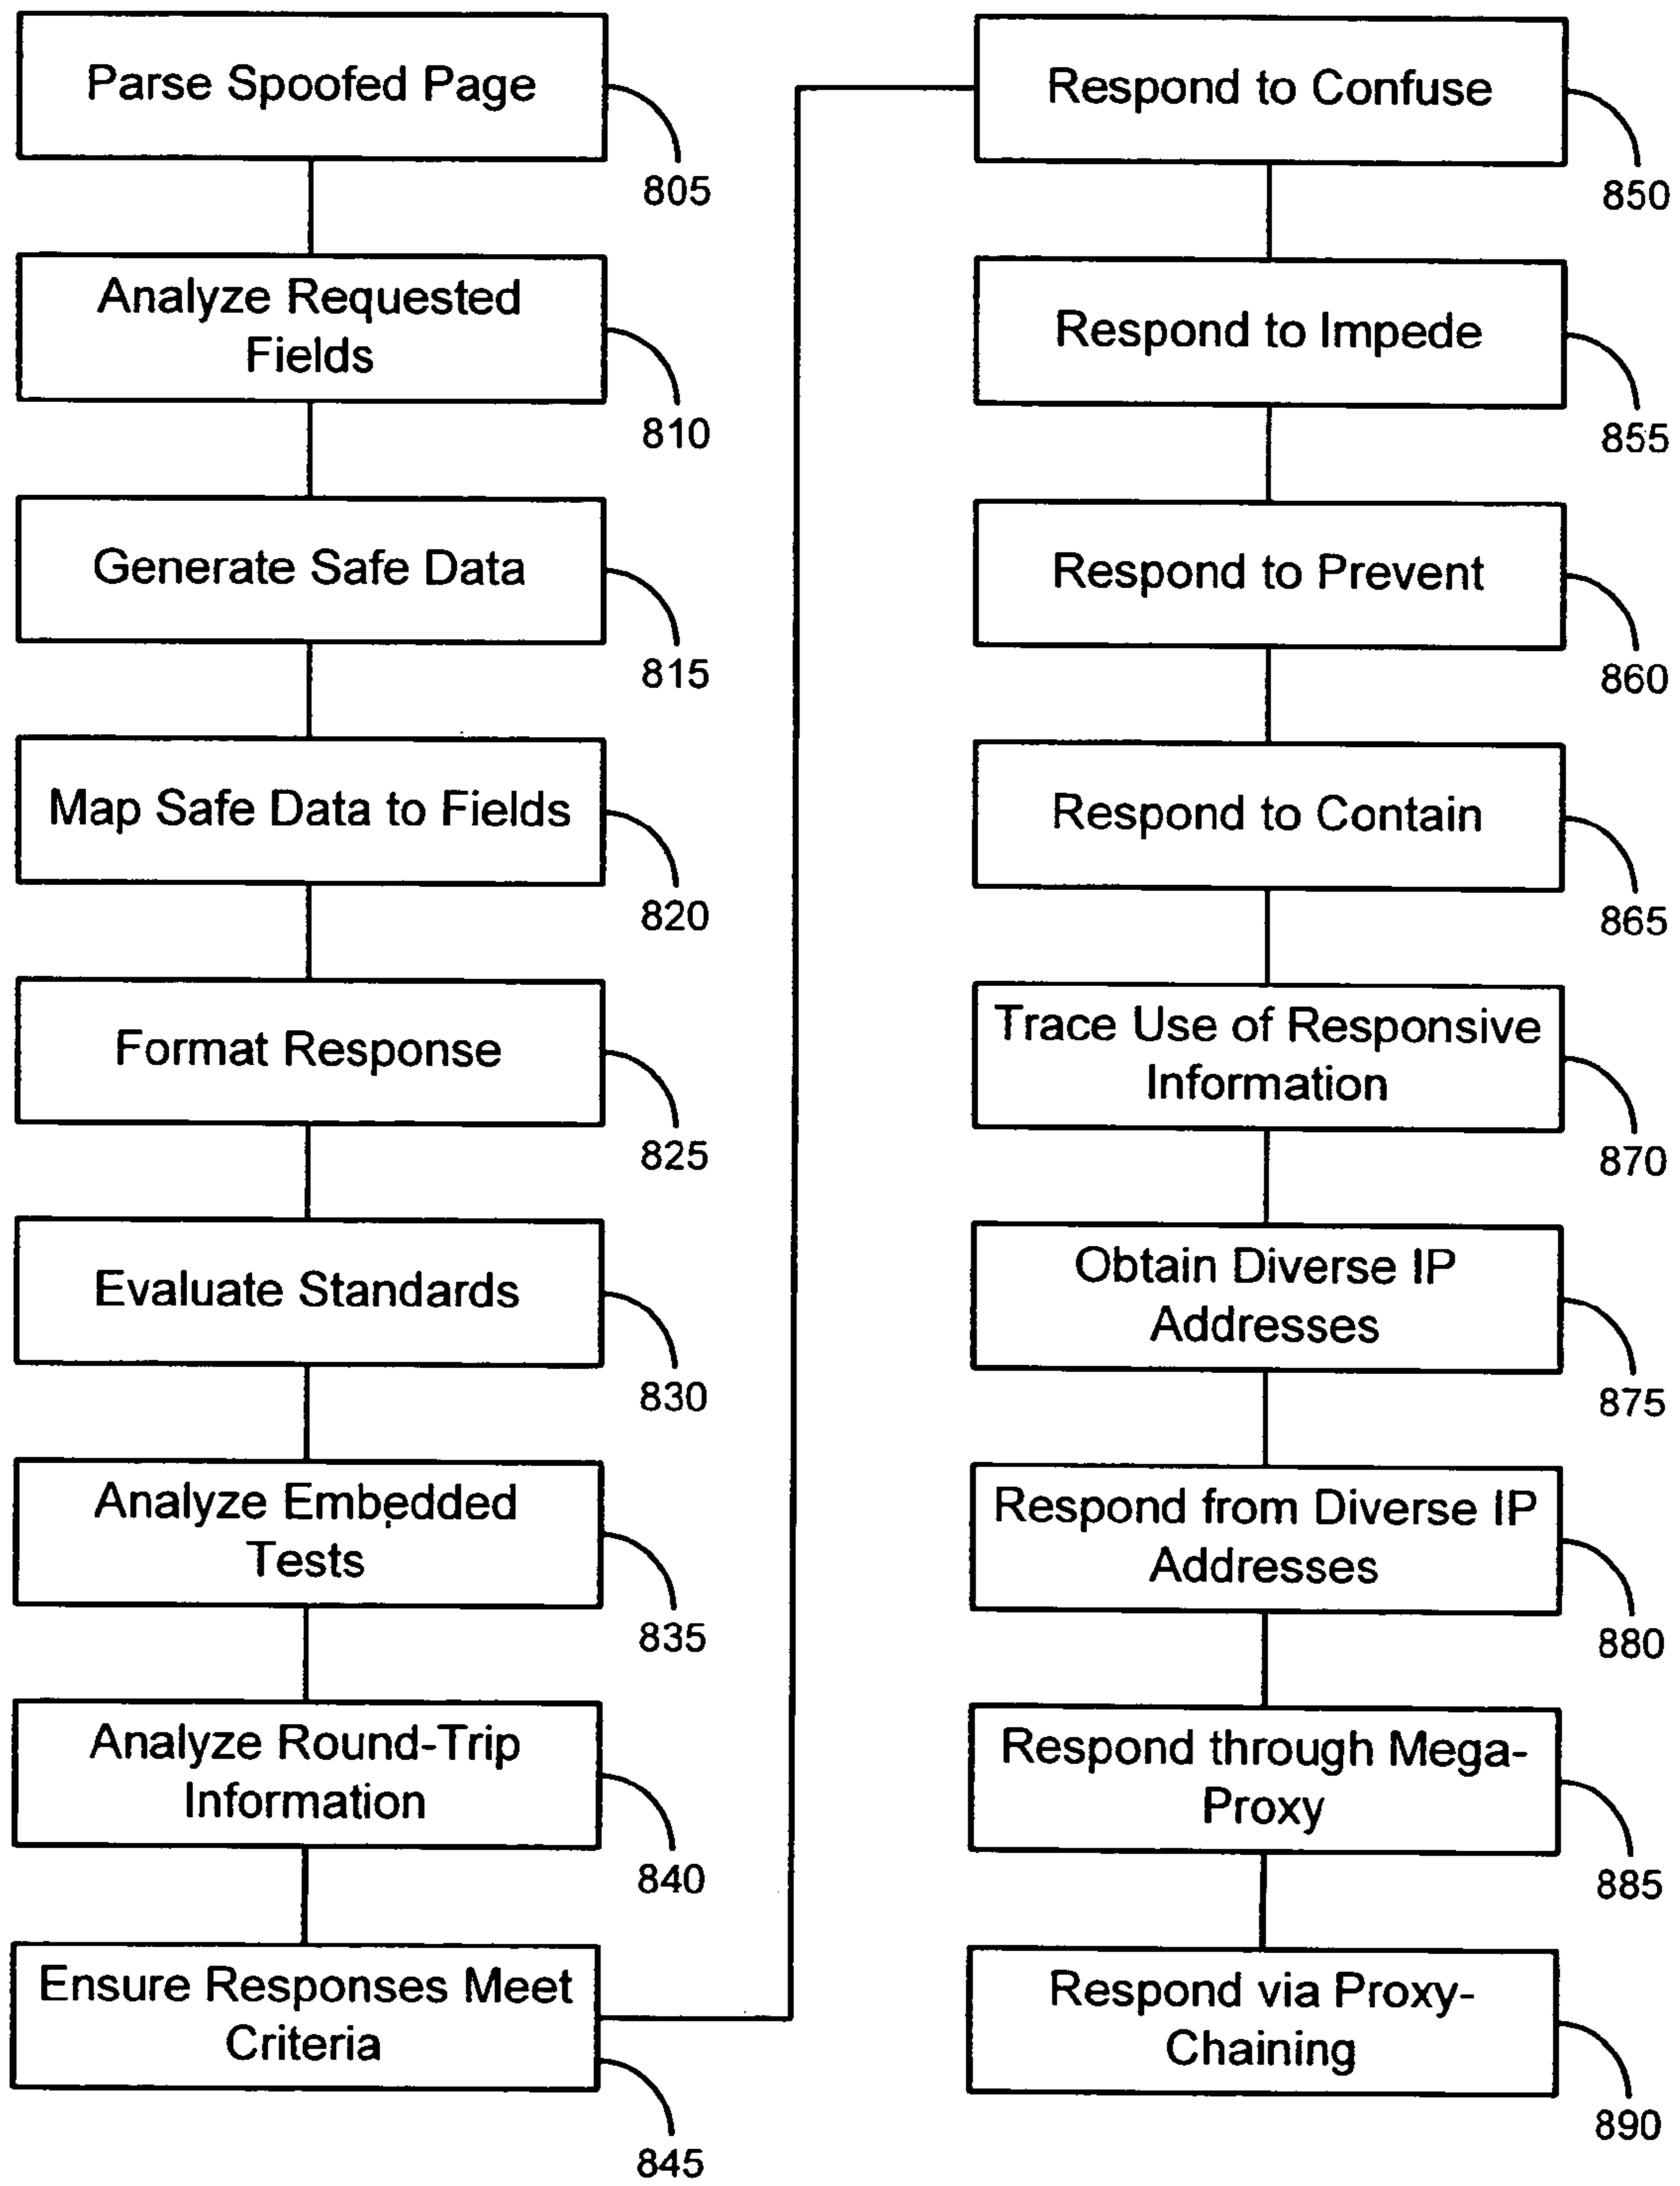 Parse Spoofed Page
805
Analyze Requested
Fields
810
Generate Safe Data
815
Map Safe Data to Fields
820
Format Response
825
Evaluate Standards
830
Analyze Embedded
Tests
835
Analyze Round-Trip
Information
840
Ensure Responses Meet
Criteria
845
Respond to Confuse
850
Respond to Impede
855
Respond to Prevent
860
Respond to Contain
865
Trace Use of Responsive
Information
870
Obtain Diverse IP
Addresses
875
Respond from Diverse IP
Addresses
880
Respond through Mega-
Proxy
885
Respond via Proxy-
Chaining
890